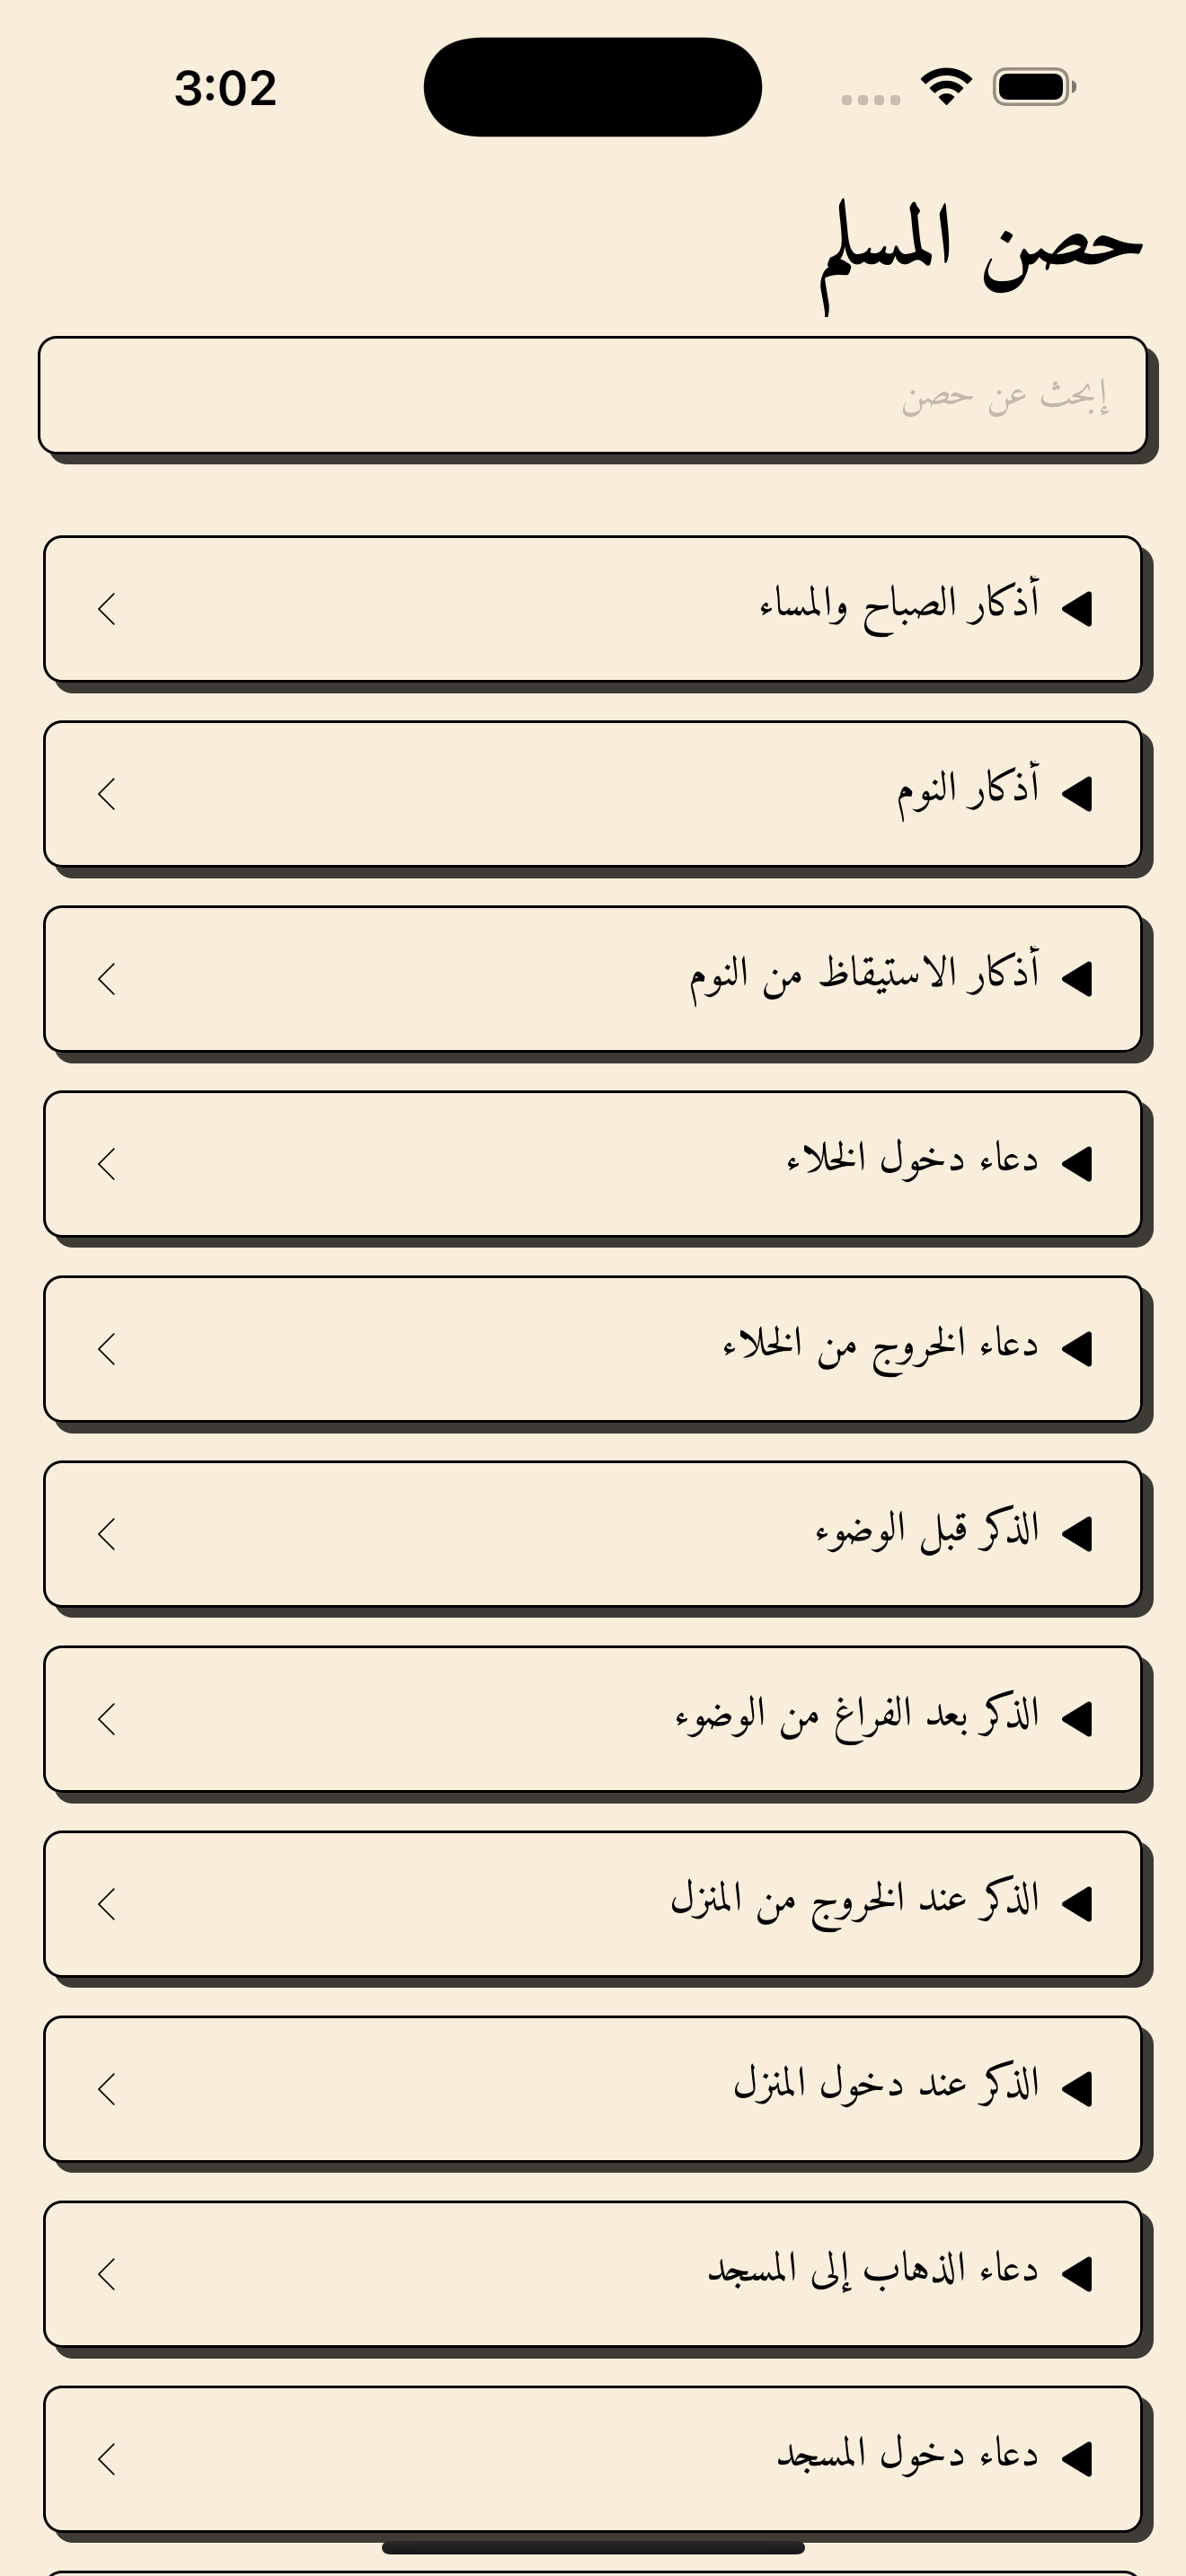 3:02
حصن المسلم
إبحث عن حصن
أذكار الصباح والمساء
أذكار النوم
أذكار الاستيقاظ من النوم
دعاء دخول الخلاء
دعاء الخروج من الخلاء
الذكر قبل الوضوء
الذكر بعد الفراغ من الوضوء
الذكر عند الخروج من المنزل
الذكر عند دخول المنزل
دعاء الذهاب إلى المسجد
دعاء دخول المسجد